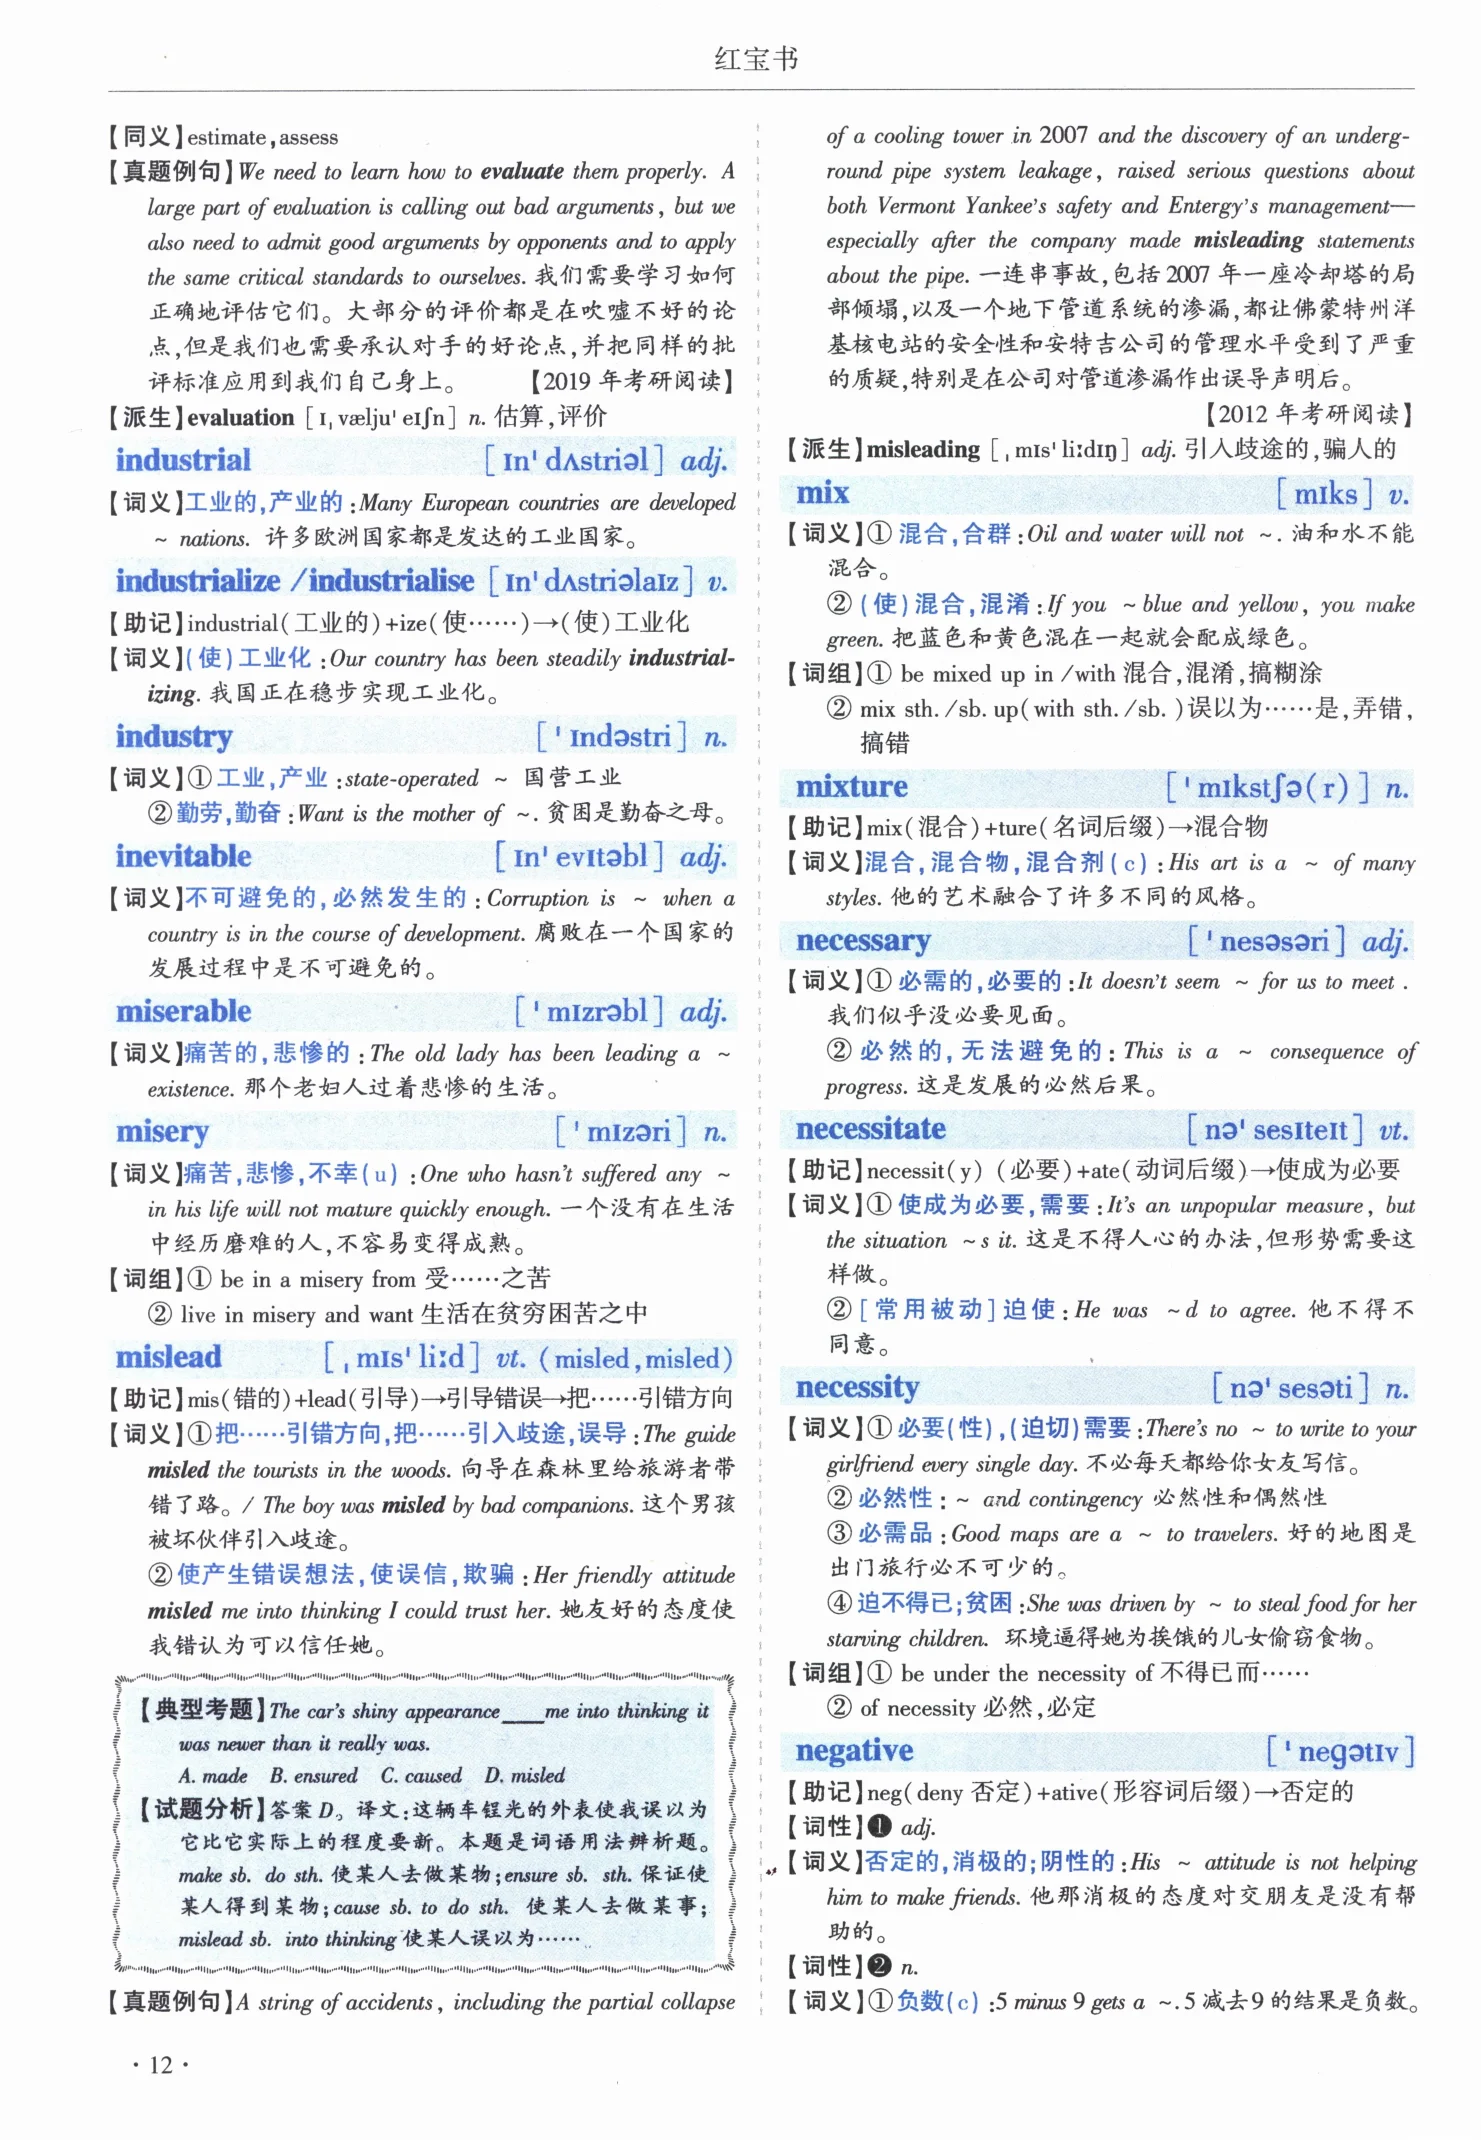 红宝书
【同义】estimate,assess
【真题例句】We need to learn how to evaluate them properly. A
large part of evaluation is calling out bad arguments, but we
also need to admit good arguments by opponents and to apply
the same critical standards to ourselves. 我们需要学习如何
正确地评估它们。大部分的评价都是在吹嘘不好的论
点,但是我们也需要承认对手的好论点,并把同样的批
评标准应用到我们自己身上。 【2019 年考研阅读】
【派生】evaluation [ɪˌvælju'eɪʃn] n. 估算,评价
industrial [ɪn'dʌstriəl] adj.
【词义】工业的,产业的:Many European countries are developed
~ nations. 许多欧洲国家都是发达的工业国家。
industrialize /industrialise [ɪn'dʌstriəlaɪz] v.
【助记】industrial(工业的)+ize(使……)→(使)工业化
【词义】(使)工业化:Our country has been steadily industrial-
izing. 我国正在稳步实现工业化。
industry ['ɪndəstri] n.
【词义】①工业,产业:state-operated ~ 国营工业
②勤劳,勤奋:Want is the mother of ~. 贫困是勤奋之母。
inevitable [ɪn'evɪtəbl] adj.
【词义】不可避免的,必然发生的:Corruption is ~ when a
country is in the course of development. 腐败在一个国家的
发展过程中是不可避免的。
miserable ['mɪzrəbl] adj.
【词义】痛苦的,悲惨的:The old lady has been leading a ~
existence. 那个老妇人过着悲惨的生活。
misery ['mɪzəri] n.
【词义】痛苦,悲惨,不幸(u):One who hasn't suffered any ~
in his life will not mature quickly enough. 一个没有在生活
中经历磨难的人,不容易变得成熟。
【词组】① be in a misery from 受……之苦
② live in misery and want 生活在贫穷困苦之中
mislead [ˌmɪs'liːd] vt. (misled,misled)
【助记】mis(错的)+lead(引导)→引导错误→把……引错方向
【词义】①把……引错方向,把……引入歧途,误导:The guide
misled the tourists in the woods. 向导在森林里给旅游者带
错了路。/ The boy was misled by bad companions. 这个男孩
被坏伙伴引入歧途。
②使产生错误想法,使误信,欺骗:Her friendly attitude
misled me into thinking I could trust her. 她友好的态度使
我错认为可以信任她。
【典型考题】The car's shiny appearance____me into thinking it
was newer than it really was.
A. made B. ensured C. caused D. misled
【试题分析】答案 D。译文:这辆车锃光的外表使我误以为
它比它实际上的程度要新。本题是词语用法辨析题。
make sb. do sth. 使某人去做某物;ensure sb. sth. 保证使
某人得到某物;cause sb. to do sth. 使某人去做某事;
mislead sb. into thinking 使某人误以为……
【真题例句】A string of accidents, including the partial collapse
of a cooling tower in 2007 and the discovery of an underg-
round pipe system leakage, raised serious questions about
both Vermont Yankee's safety and Entergy's management—
especially after the company made misleading statements
about the pipe. 一连串事故,包括 2007 年一座冷却塔的局
部倾塌,以及一个地下管道系统的渗漏,都让佛蒙特州洋
基核电站的安全性和安特吉公司的管理水平受到了严重
的质疑,特别是在公司对管道渗漏作出误导声明后。
【2012 年考研阅读】
【派生】misleading [ˌmɪs'liːdɪŋ] adj. 引入歧途的,骗人的
mix [mɪks] v.
【词义】①混合,合群:Oil and water will not ~. 油和水不能
混合。
②(使)混合,混淆:If you ~ blue and yellow, you make
green. 把蓝色和黄色混在一起就会配成绿色。
【词组】① be mixed up in /with 混合,混淆,搞糊涂
② mix sth. /sb. up(with sth. /sb. )误以为……是,弄错,
搞错
mixture ['mɪkstʃə(r)] n.
【助记】mix(混合)+ture(名词后缀)→混合物
【词义】混合,混合物,混合剂(c):His art is a ~ of many
styles. 他的艺术融合了许多不同的风格。
necessary ['nesəsəri] adj.
【词义】①必需的,必要的:It doesn't seem ~ for us to meet .
我们似乎没必要见面。
②必然的,无法避免的:This is a ~ consequence of
progress. 这是发展的必然后果。
necessitate [nə'sesɪteɪt] vt.
【助记】necessit(y) (必要)+ate(动词后缀)→使成为必要
【词义】①使成为必要,需要:It's an unpopular measure, but
the situation ~s it. 这是不得人心的办法,但形势需要这
样做。
②[常用被动]迫使:He was ~d to agree. 他不得不
同意。
necessity [nə'sesəti] n.
【词义】①必要(性),(迫切)需要:There's no ~ to write to your
girlfriend every single day. 不必每天都给你女友写信。
②必然性:~ and contingency 必然性和偶然性
③必需品:Good maps are a ~ to travelers. 好的地图是
出门旅行必不可少的。
④迫不得已;贫困:She was driven by ~ to steal food for her
starving children. 环境逼得她为挨饿的儿女偷窃食物。
【词组】① be under the necessity of 不得已而……
② of necessity 必然,必定
negative ['neɡətɪv]
【助记】neg(deny 否定)+ative(形容词后缀)→否定的
【词性】❶ adj.
【词义】否定的,消极的;阴性的:His ~ attitude is not helping
him to make friends. 他那消极的态度对交朋友是没有帮
助的。
【词性】❷ n.
【词义】①负数(c):5 minus 9 gets a ~. 5 减去9 的结果是负数。
·12·